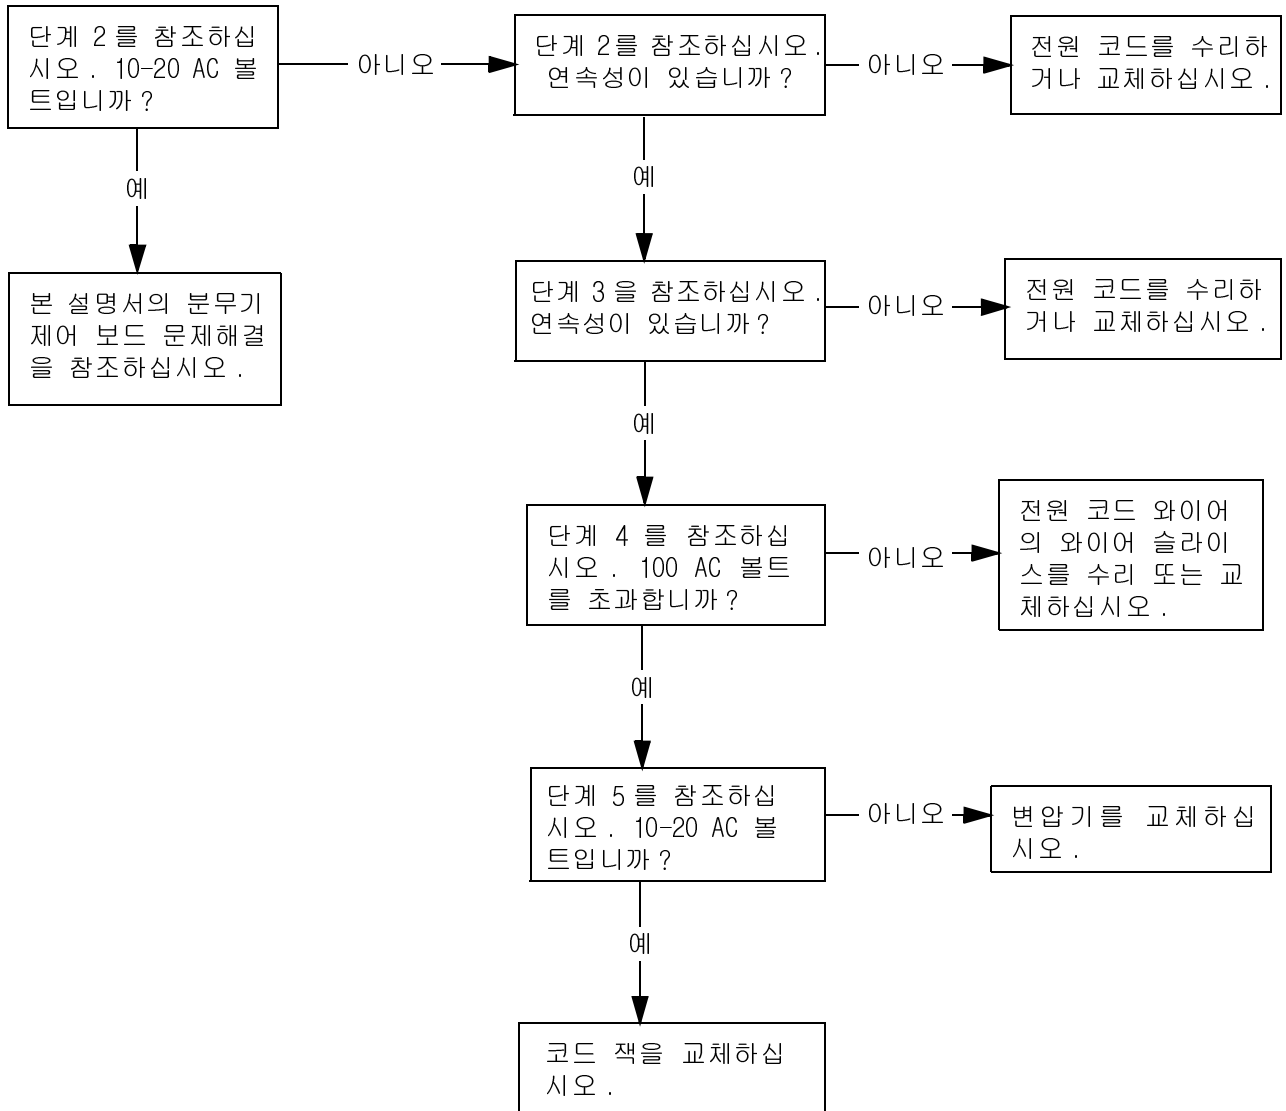 단계 2를 참조하십
시오. 10-20 AC 볼
트입니까?
아니오
단계 2를 참조하십시오.
연속성이 있습니까?
아니오
전원 코드를 수리하
거나 교체하십시오.
예
예
본 설명서의 분무기
제어 보드 문제해결
을 참조하십시오.
단계 3을 참조하십시오.
연속성이 있습니까?
아니오
전원 코드를 수리하
거나 교체하십시오.
예
단계 4 를 참조하십
시오. 100 AC 볼트
를 초과합니까?
아니오
전원 코드 와이어
의 와이어 슬라이
스를 수리 또는 교
체하십시오.
예
단계 5를 참조하십
시오. 10-20 AC 볼
트입니까?
아니오
변압기를 교체하십
시오.
예
코드 잭을 교체하십
시오.